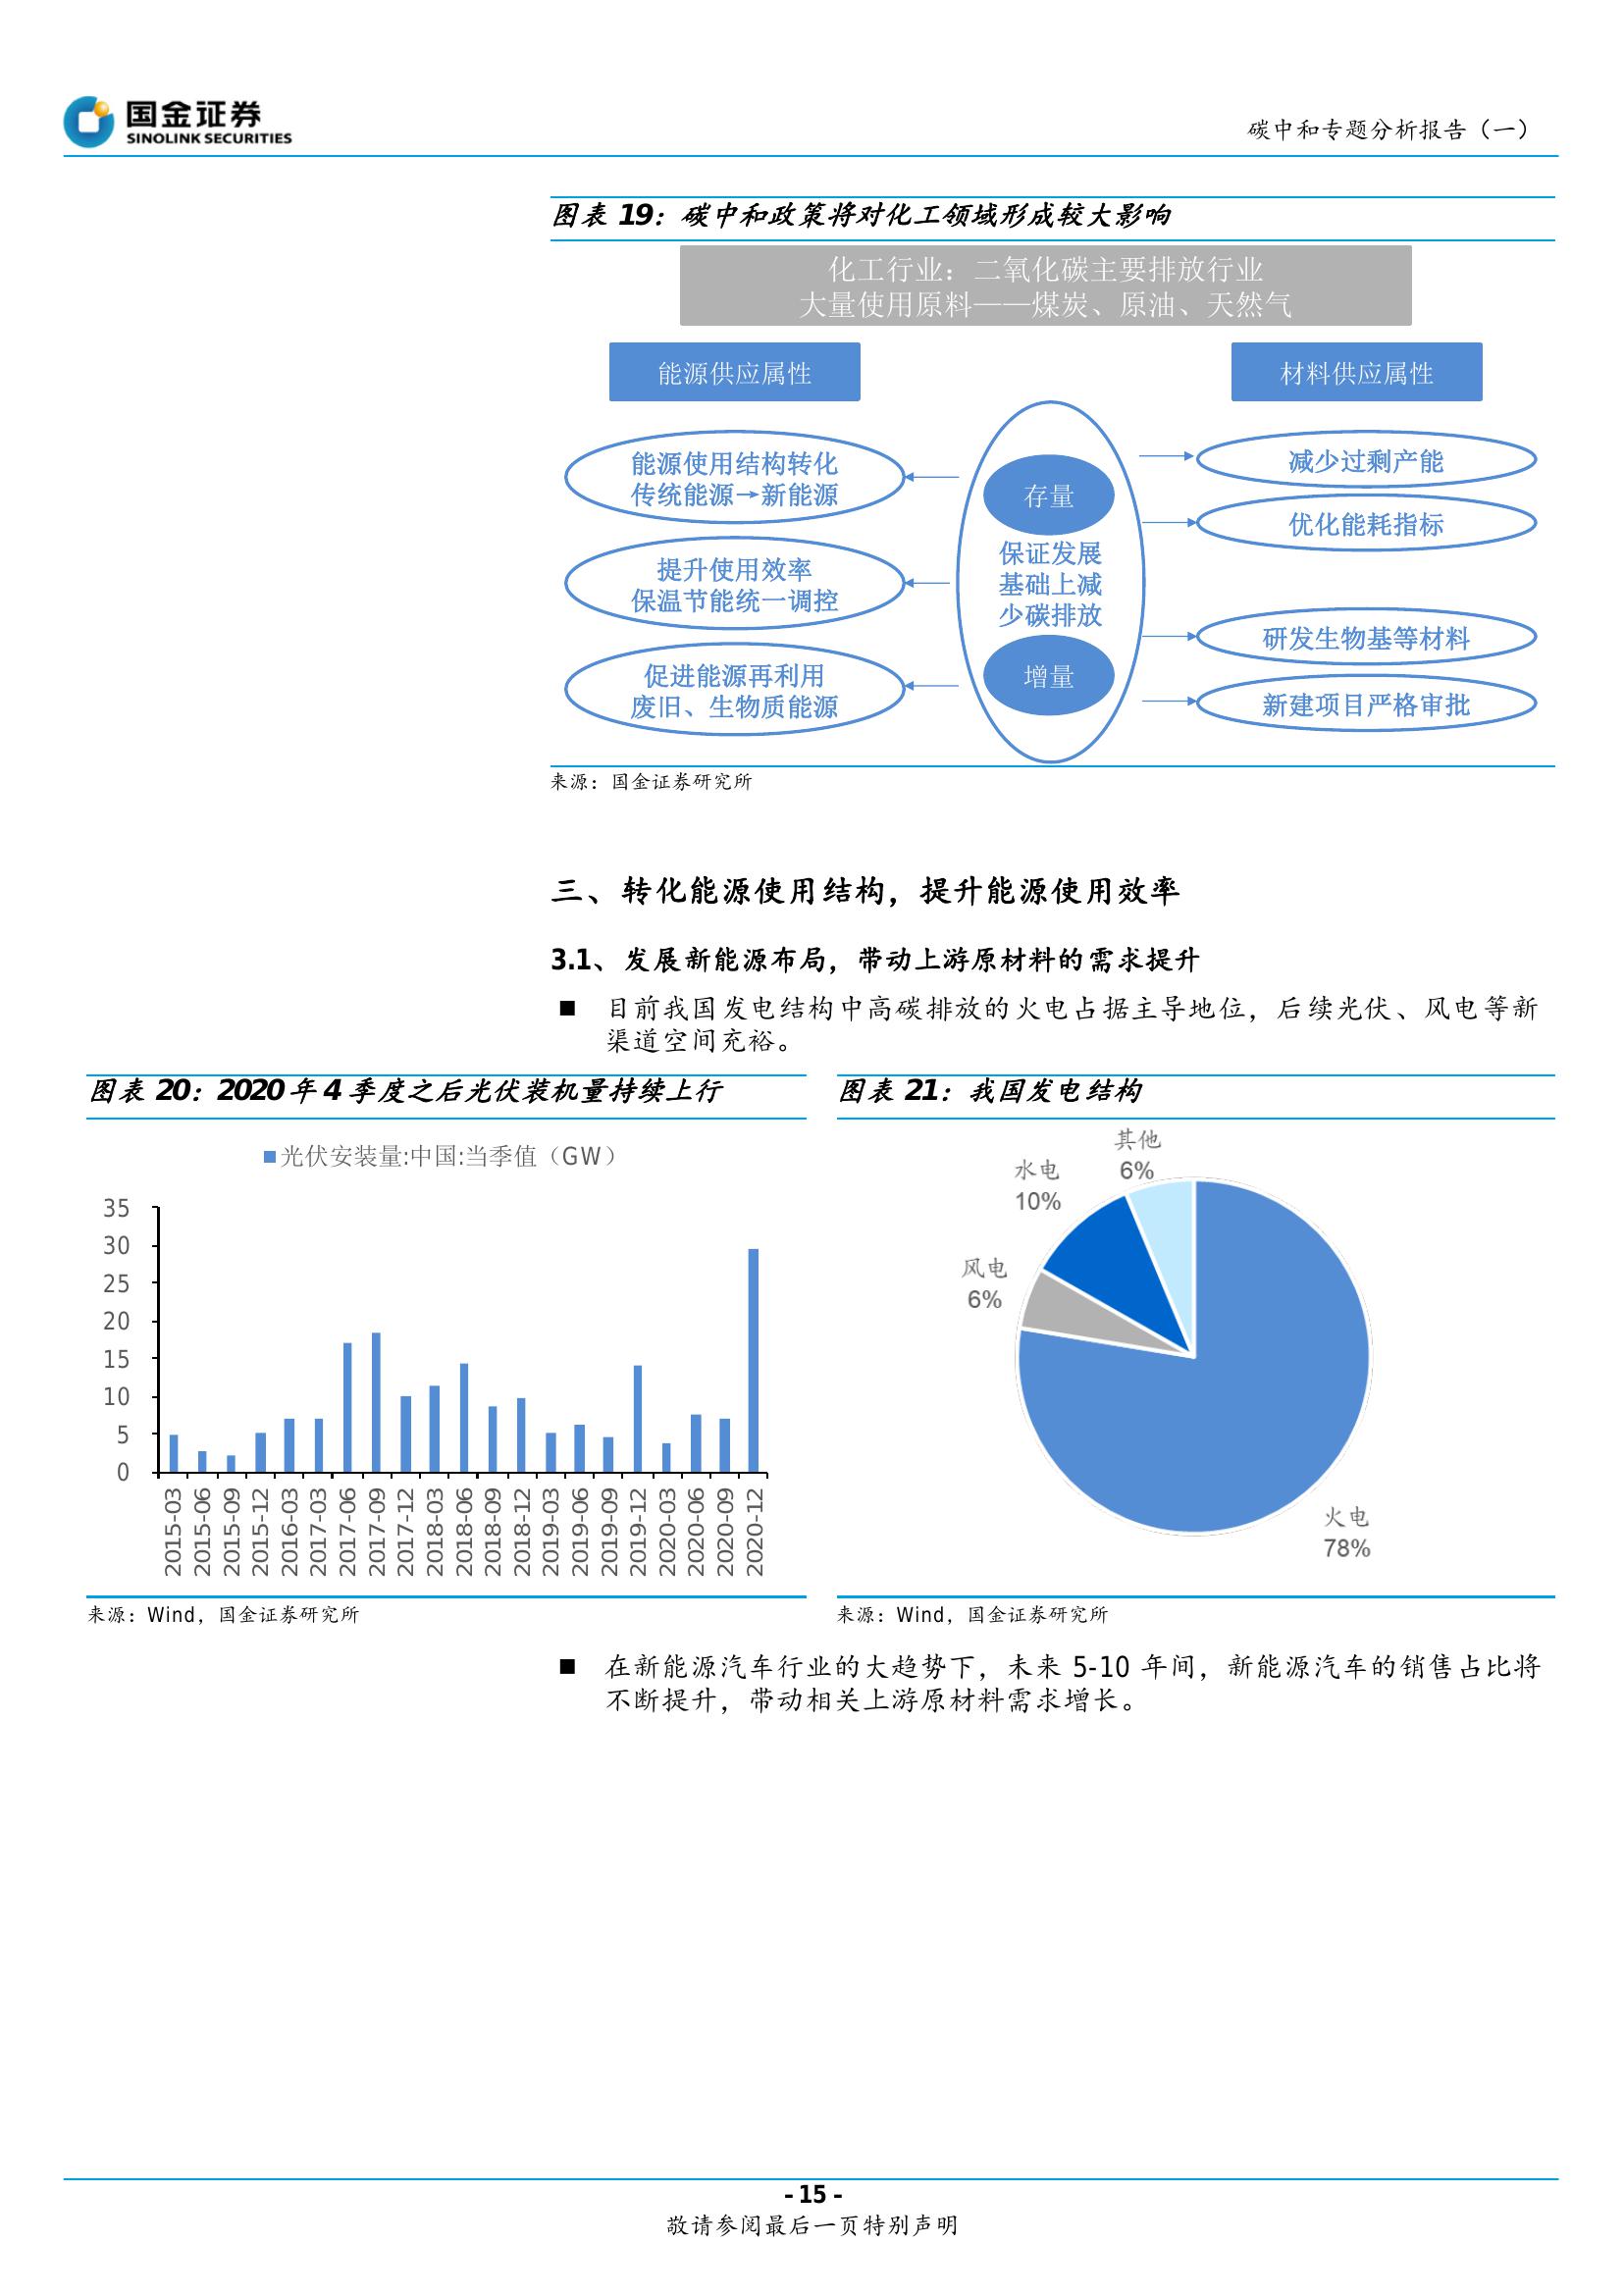 国金证券
SINOLINK SECURITIES
碳中和专题分析报告（一）
图表 19：碳中和政策将对化工领域形成较大影响
化工行业：二氧化碳主要排放行业
大量使用原料——煤炭、原油、天然气
能源供应属性
材料供应属性
能源使用结构转化
传统能源→新能源
提升使用效率
保温节能统一调控
促进能源再利用
废旧、生物质能源
存量
保证发展
基础上减
少碳排放
增量
减少过剩产能
优化能耗指标
研发生物基等材料
新建项目严格审批
来源：国金证券研究所
三、转化能源使用结构，提升能源使用效率
3.1、发展新能源布局，带动上游原材料的需求提升
■ 目前我国发电结构中高碳排放的火电占据主导地位，后续光伏、风电等新
渠道空间充裕。
图表 20：2020 年 4 季度之后光伏装机量持续上行
光伏安装量:中国:当季值（GW）
35
30
25
20
15
10
5
0
2015-03
2015-06
2015-09
2015-12
2016-03
2017-03
2017-06
2017-09
2017-12
2018-03
2018-06
2018-09
2018-12
2019-03
2019-06
2019-09
2019-12
2020-03
2020-06
2020-09
2020-12
来源：Wind，国金证券研究所
图表 21：我国发电结构
其他
6%
水电
10%
风电
6%
火电
78%
来源：Wind，国金证券研究所
■ 在新能源汽车行业的大趋势下，未来 5-10 年间，新能源汽车的销售占比将
不断提升，带动相关上游原材料需求增长。
- 15 -
敬请参阅最后一页特别声明